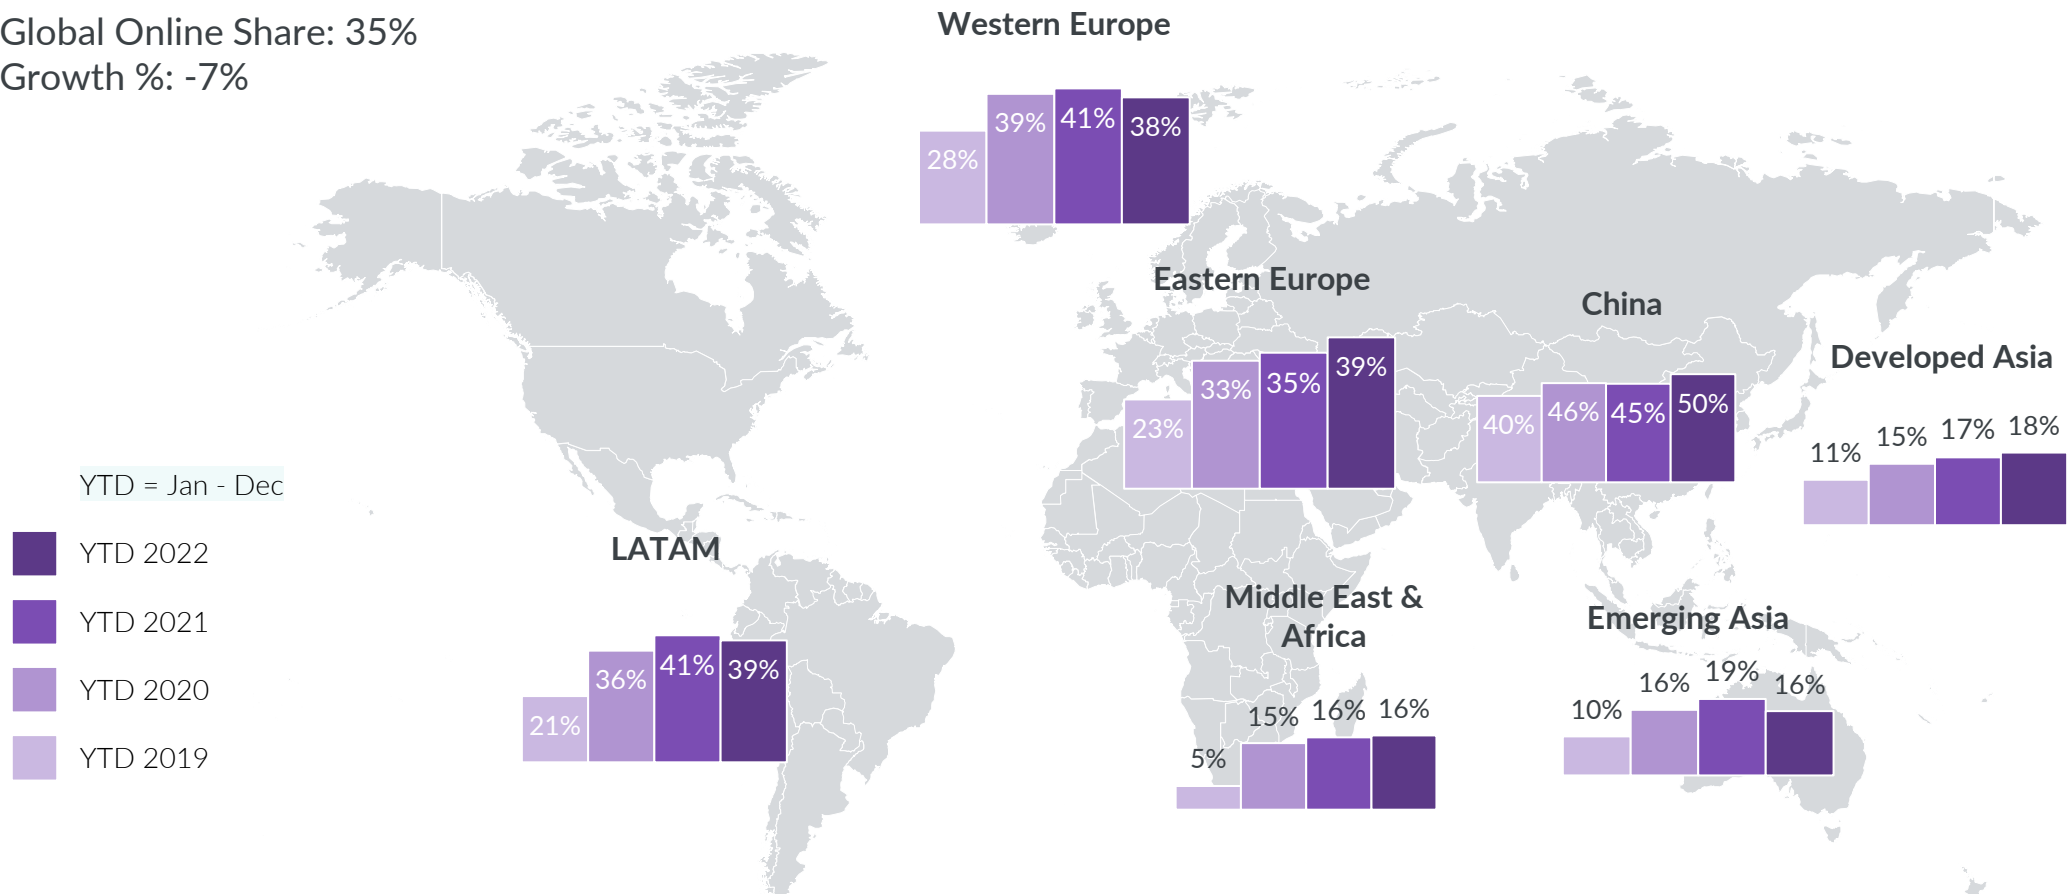 Global Online Share: 35%
Growth %: -7%
Western Europe
28%
39%
41%
38%
Eastern Europe
23%
33%
35%
39%
China
40%
46%
45%
50%
Developed Asia
11%
15%
17%
18%
YTD = Jan - Dec
YTD 2022
YTD 2021
YTD 2020
YTD 2019
LATAM
21%
36%
41%
39%
Middle East &
Africa
5%
15%
16%
16%
Emerging Asia
10%
16%
19%
16%